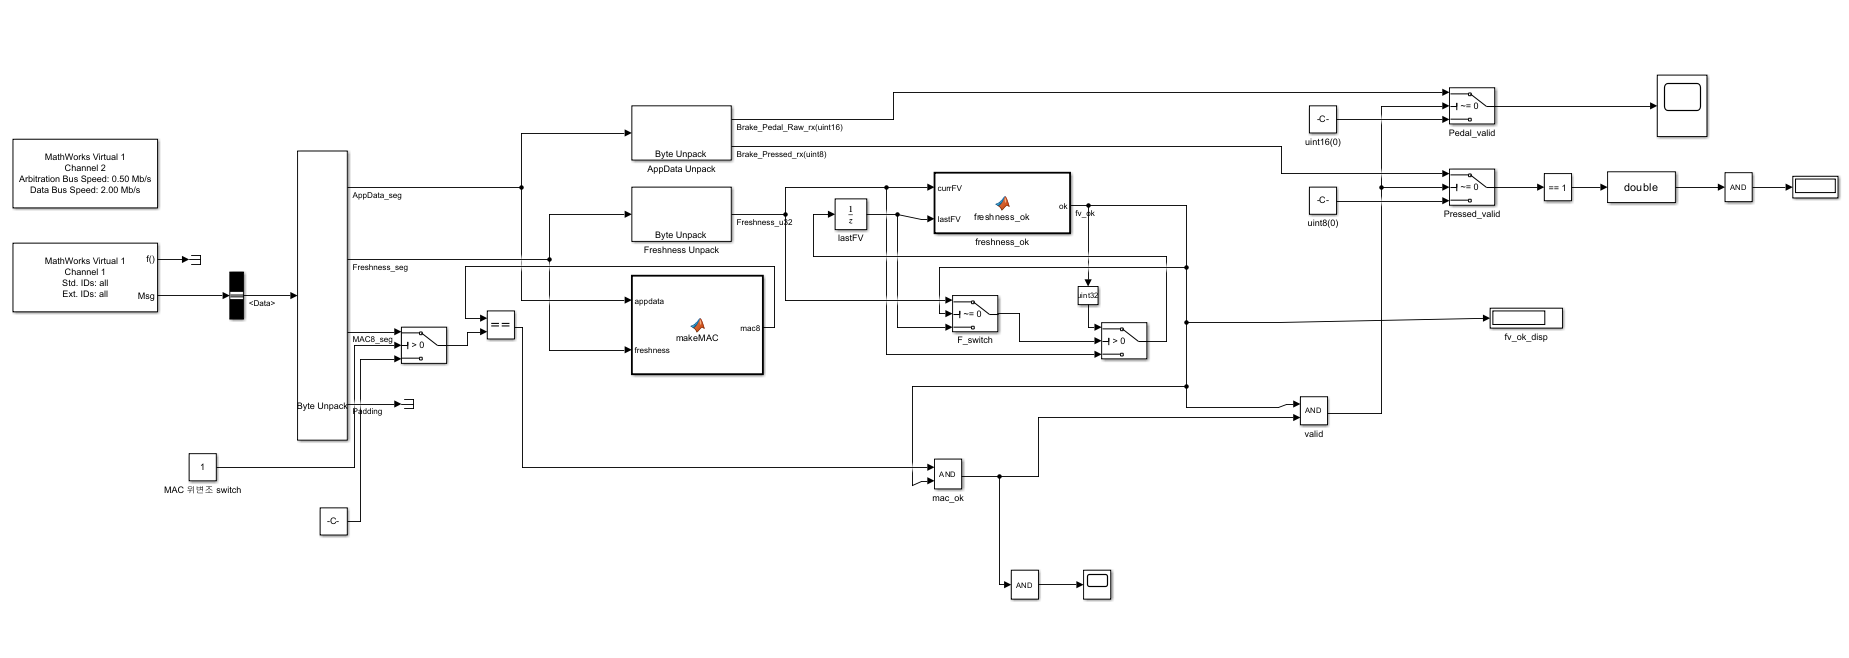 MathWorks Virtual 1
Channel 2
Arbitration Bus Speed: 0.50 Mb/s
Data Bus Speed: 2.00 Mb/s
MathWorks Virtual 1
Channel 1
Std. IDs: all
Ext. IDs: all
f()
Msg
<Data>
Byte Unpack
AppData_seg
Freshness_seg
MAC8_seg
Padding
> 0
1
MAC 위변조 switch
-C-
==
Byte Unpack
AppData Unpack
Brake_Pedal_Raw_rx(uint16)
Brake_Pressed_rx(uint8)
Byte Unpack
Freshness Unpack
Freshness_u32
appdata
freshness
makeMAC
mac8
1
z
lastFV
currFV
lastFV
freshness_ok
ok
freshness_ok
fv_ok
uint32
~= 0
F_switch
> 0
AND
mac_ok
AND
AND
valid
-C-
uint16(0)
~= 0
Pedal_valid
-C-
uint8(0)
~= 0
Pressed_valid
== 1
double
AND
fv_ok_disp